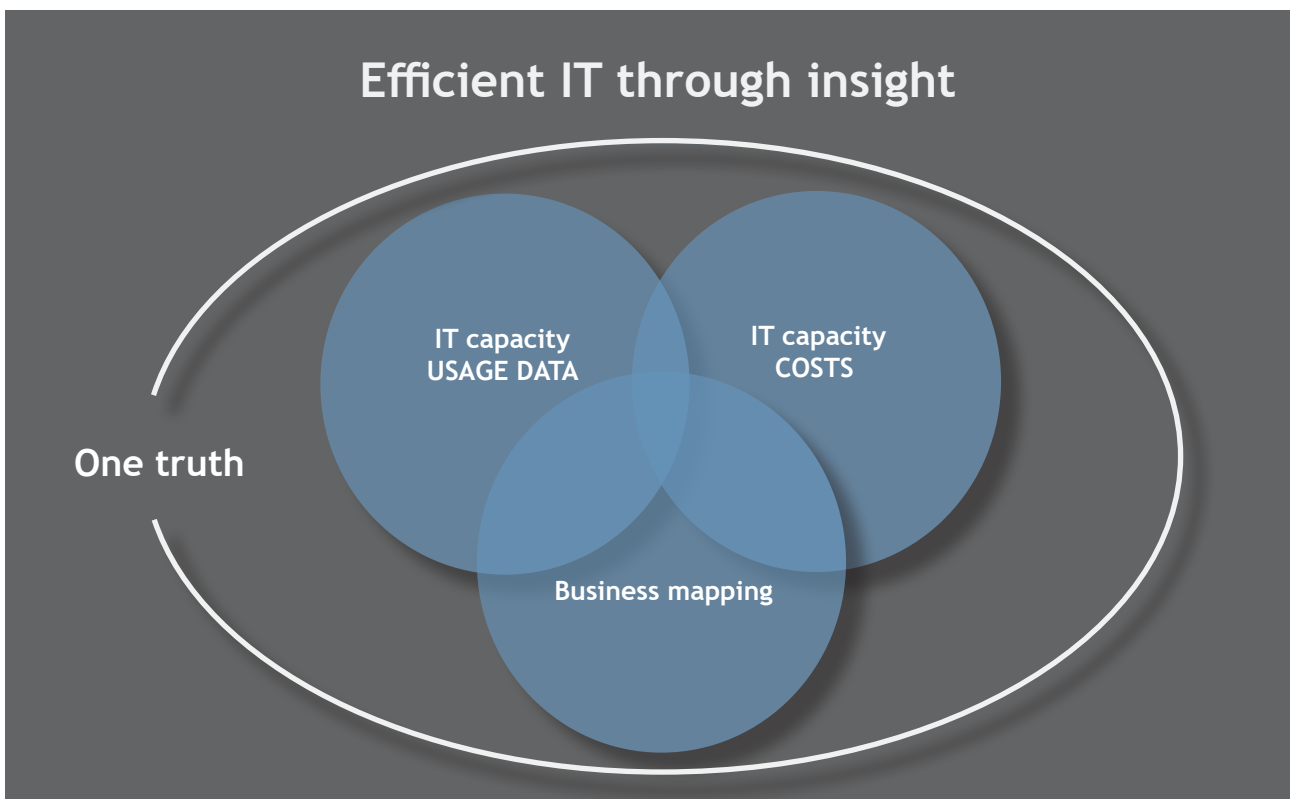 Efficient IT through insight
IT capacity
USAGE DATA
IT capacity
COSTS
One truth
Business mapping